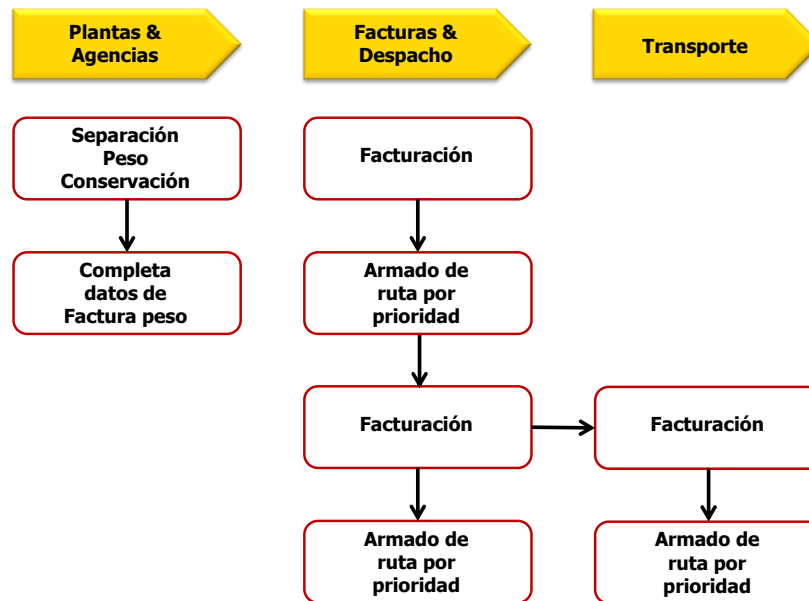 Plantas &
Agencias
Facturas &
Despacho
Transporte
Separación
Peso
Conservación
Facturación
Completa
datos de
Factura peso
Armado de
ruta por
prioridad
Facturación
Facturación
Armado de
ruta por
prioridad
Armado de
ruta por
prioridad